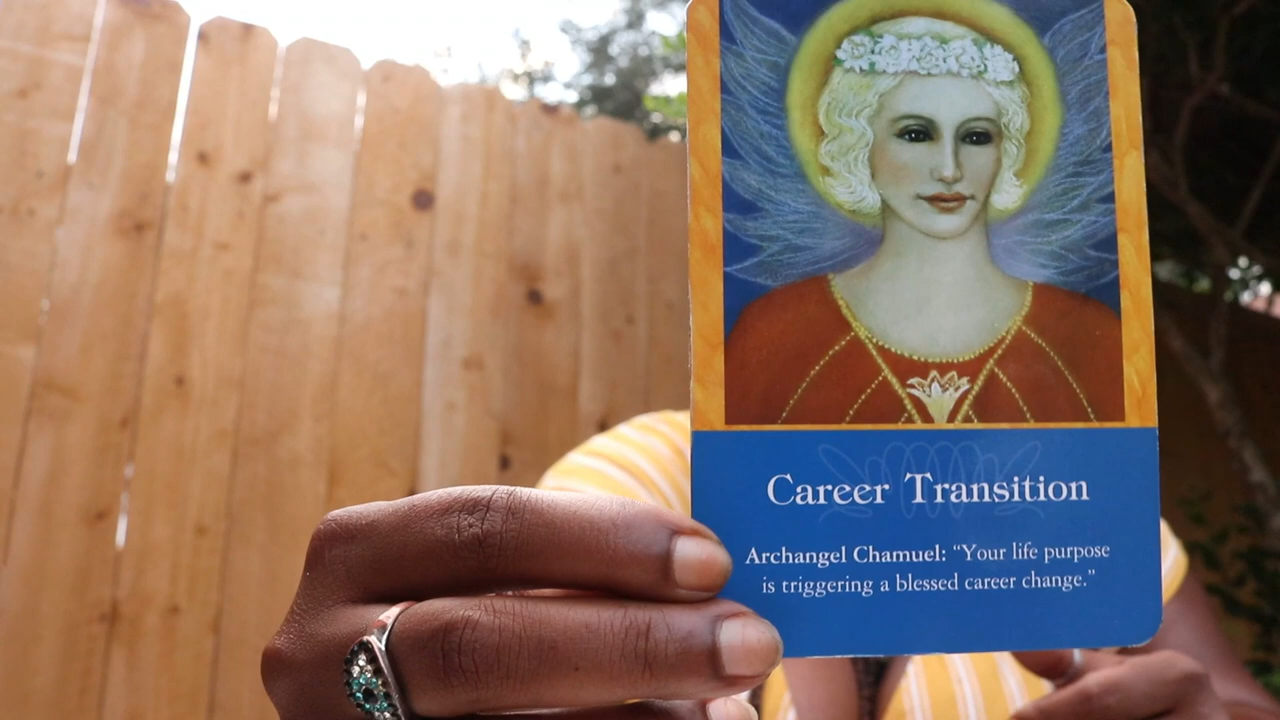 Career Transition
Archangel Chamuel: “Your life purpose
is triggering a blessed career change.”